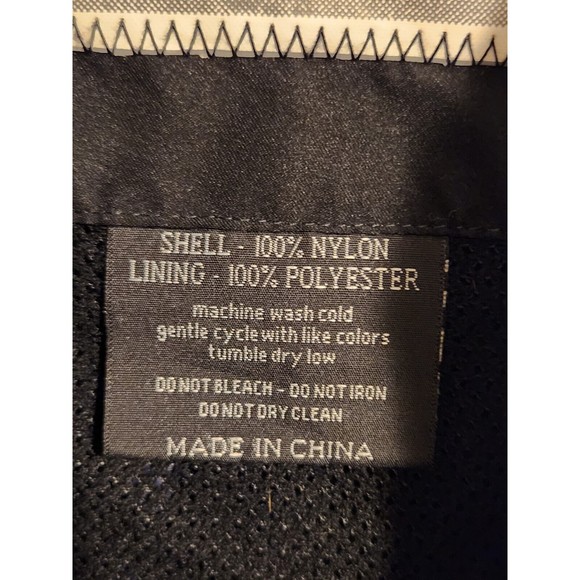 SHELL - 100% NYLON
LINING - 100% POLYESTER
machine wash cold
gentle cycle with like colors
tumble dry low
DO NOT BLEACH - DO NOT IRON
DO NOT DRY CLEAN
MADE IN CHINA